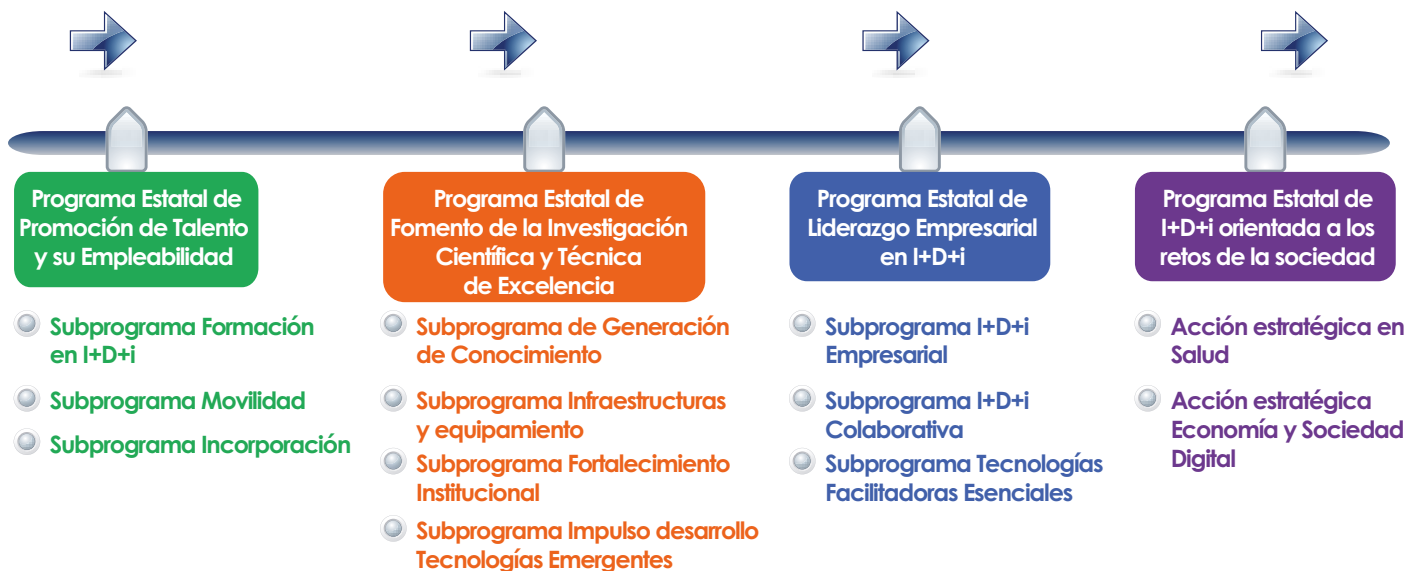 Programa Estatal de
Promoción de Talento
y su Empleabilidad
Subprograma Formación
en I+D+i
Subprograma Movilidad
Subprograma Incorporación
Programa Estatal de
Fomento de la Investigación
Científica y Técnica
de Excelencia
Subprograma de Generación
de Conocimiento
Subprograma Infraestructuras
y equipamiento
Subprograma Fortalecimiento
Institucional
Subprograma Impulso desarrollo
Tecnologías Emergentes
Programa Estatal de
Liderazgo Empresarial
en I+D+i
Subprograma I+D+i
Empresarial
Subprograma I+D+i
Colaborativa
Subprograma Tecnologías
Facilitadoras Esenciales
Programa Estatal de
I+D+i orientada a los
retos de la sociedad
Acción estratégica en
Salud
Acción estratégica
Economía y Sociedad
Digital